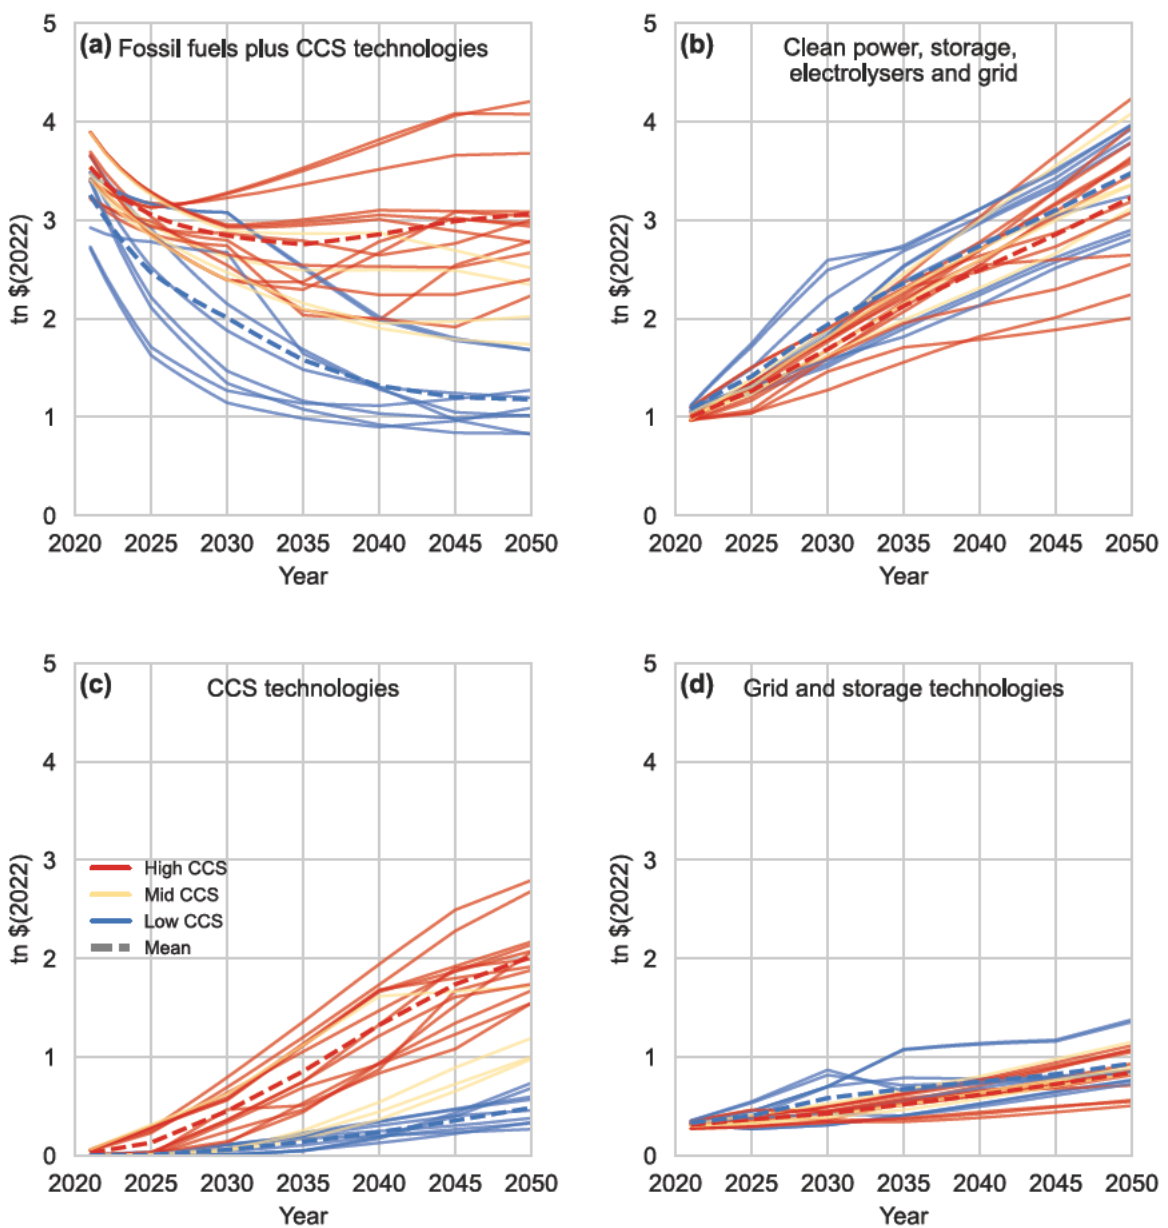 (a) Fossil fuels plus CCS technologies
5
4
3
2
1
0
tn $(2022)
2020 2025 2030 2035 2040 2045 2050
Year
(b) Clean power, storage,
electrolysers and grid
5
4
3
2
1
0
tn $(2022)
2020 2025 2030 2035 2040 2045 2050
Year
(c) CCS technologies
5
4
3
2
1
0
tn $(2022)
High CCS
Mid CCS
Low CCS
Mean
2020 2025 2030 2035 2040 2045 2050
Year
(d) Grid and storage technologies
5
4
3
2
1
0
tn $(2022)
2020 2025 2030 2035 2040 2045 2050
Year